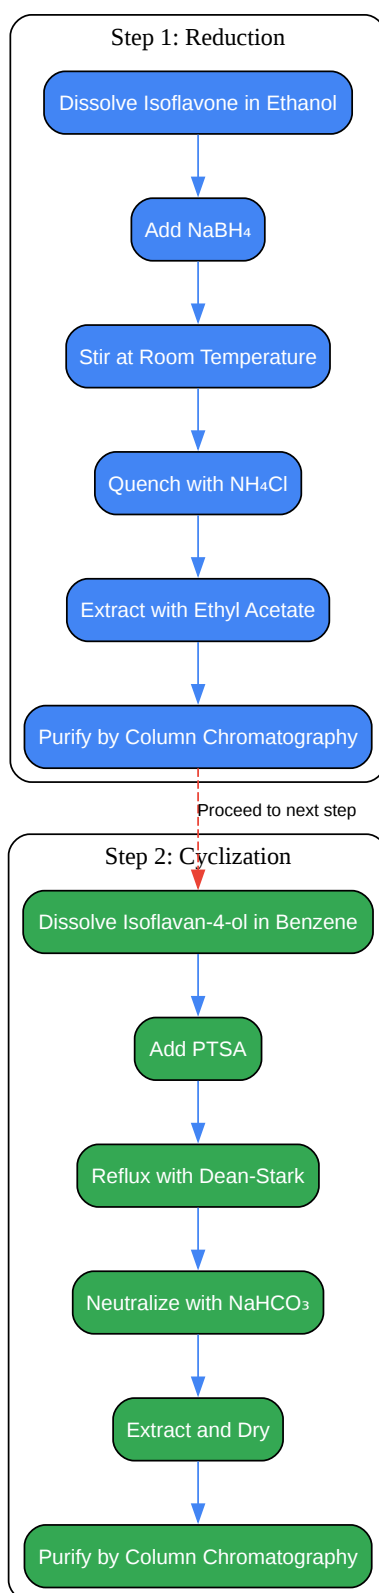 Step 1: Reduction
Dissolve Isoflavone in Ethanol
Add NaBH₄
Stir at Room Temperature
Quench with NH₄Cl
Extract with Ethyl Acetate
Purify by Column Chromatography
Proceed to next step
Step 2: Cyclization
Dissolve Isoflavan-4-ol in Benzene
Add PTSA
Reflux with Dean-Stark
Neutralize with NaHCO₃
Extract and Dry
Purify by Column Chromatography